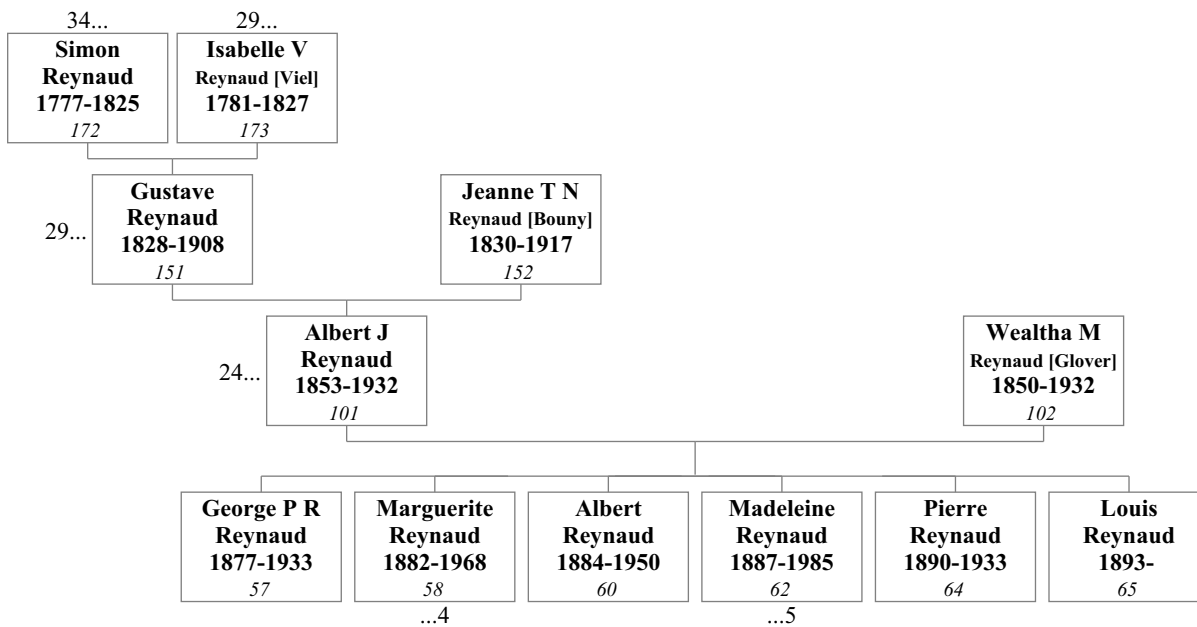 34...
29...
Simon
Reynaud
1777-1825
172
Isabelle V
Reynaud [Viel]
1781-1827
173
29...
Gustave
Reynaud
1828-1908
151
Jeanne T N
Reynaud [Bouny]
1830-1917
152
24...
Albert J
Reynaud
1853-1932
101
Wealtha M
Reynaud [Glover]
1850-1932
102
George P R
Reynaud
1877-1933
57
Marguerite
Reynaud
1882-1968
58
...4
Albert
Reynaud
1884-1950
60
Madeleine
Reynaud
1887-1985
62
...5
Pierre
Reynaud
1890-1933
64
Louis
Reynaud
1893-
65